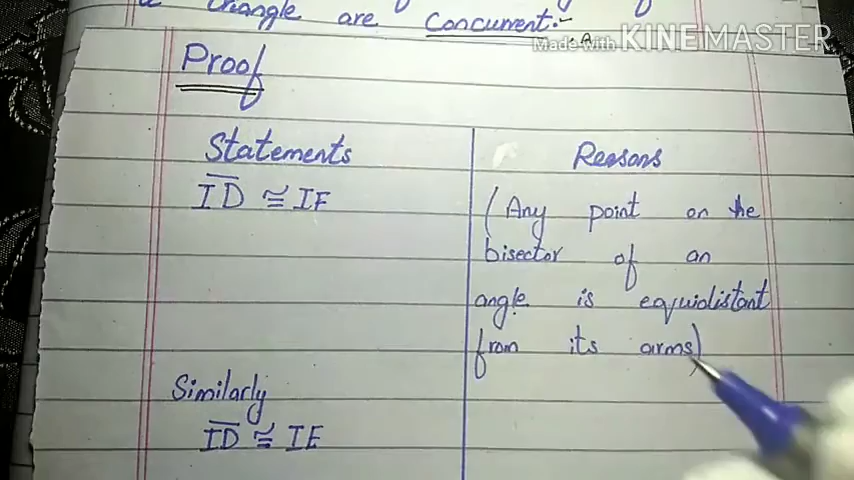 triangle are Concurrent:-
Made with KINEMASTER
A
Proof
Statements
Reasons
ID ≅ IF
(Any point on the
bisector of an
angle is equidistant
from its arms)
Similarly
ID ≅ IE